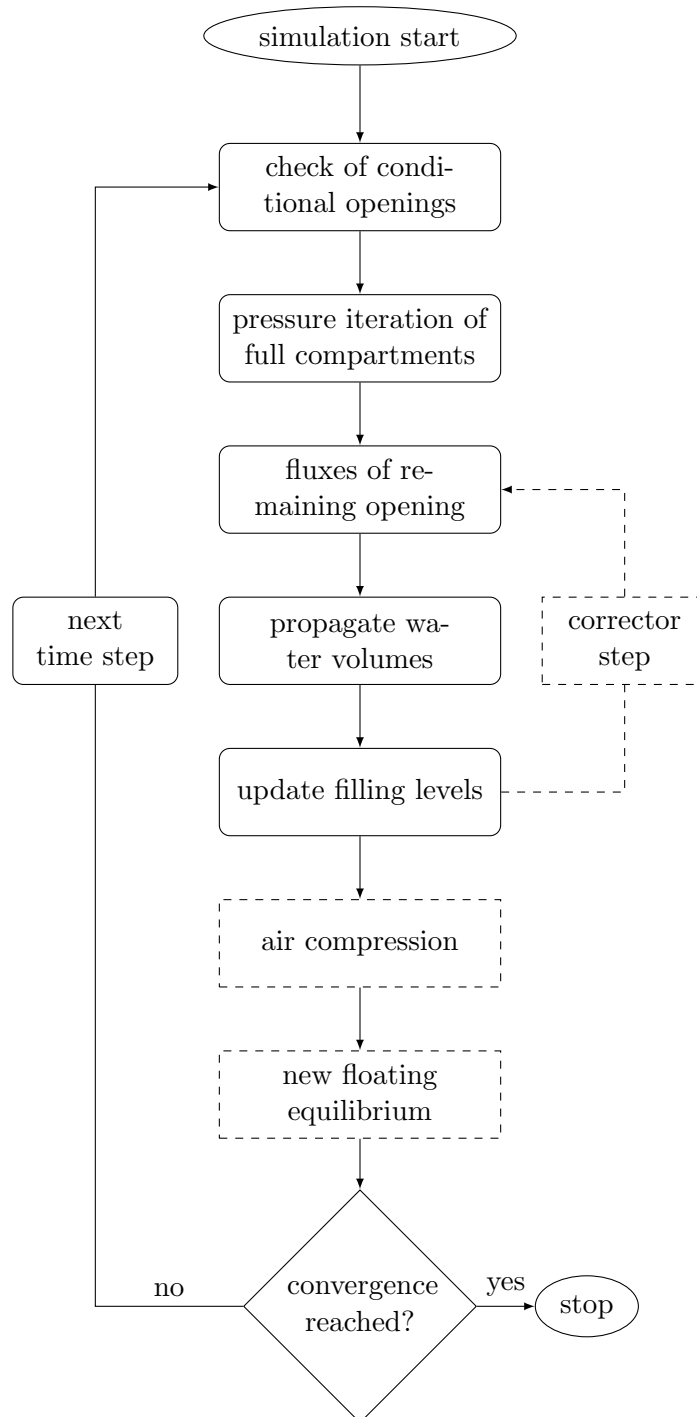 simulation start
check of condi-
tional openings
pressure iteration of
full compartments
fluxes of re-
maining opening
next
time step
propagate wa-
ter volumes
corrector
step
update filling levels
air compression
new floating
equilibrium
no
convergence
reached?
yes
stop